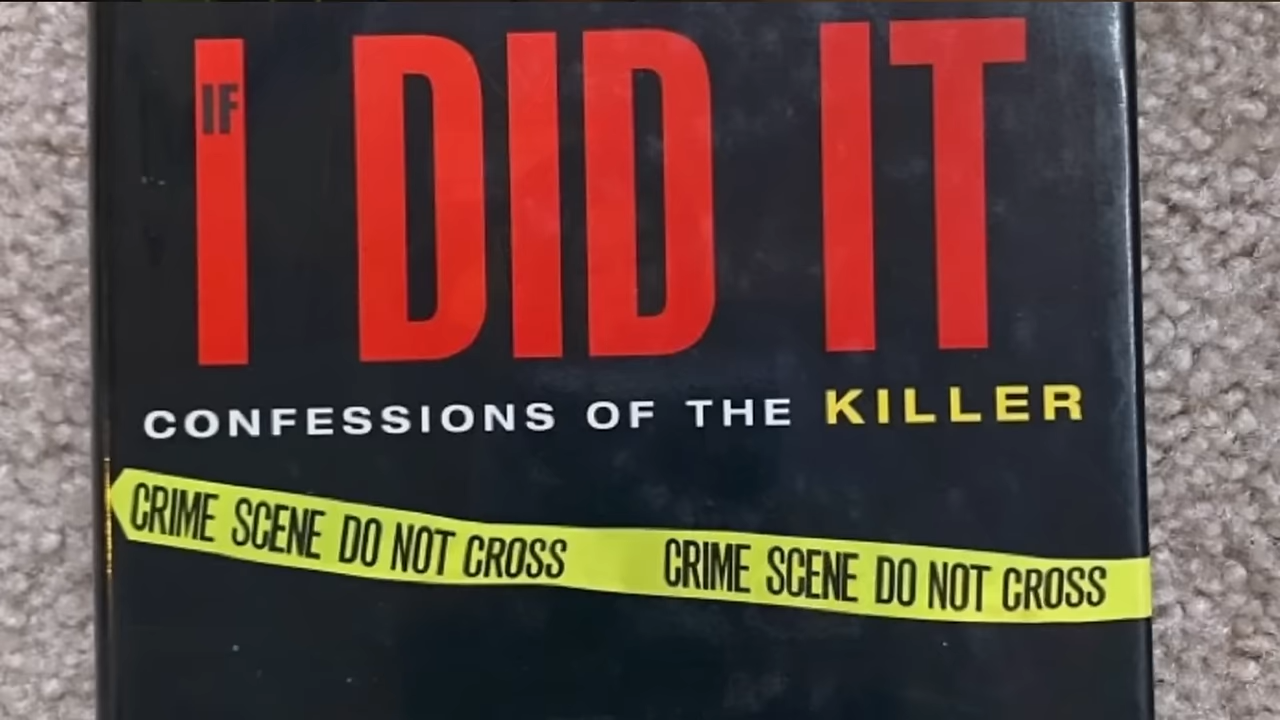 IF
I DID IT
CONFESSIONS OF THE KILLER
CRIME SCENE DO NOT CROSS CRIME SCENE DO NOT CROSS